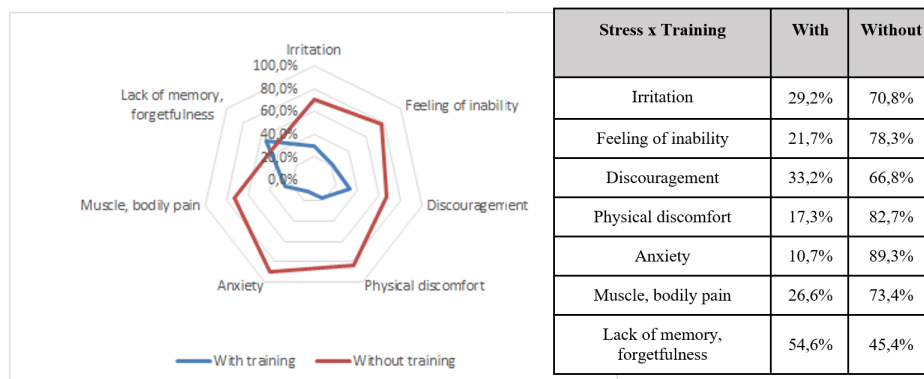 Irritation
100,0%
80,0%
60,0%
40,0%
20,0%
0,0%
Lack of memory,
forgetfulness
Feeling of inability
Muscle, bodily pain
Discouragement
Anxiety
Physical discomfort
With training
Without training
Stress x Training With Without
Irritation 29,2% 70,8%
Feeling of inability 21,7% 78,3%
Discouragement 33,2% 66,8%
Physical discomfort 17,3% 82,7%
Anxiety 10,7% 89,3%
Muscle, bodily pain 26,6% 73,4%
Lack of memory,
forgetfulness 54,6% 45,4%